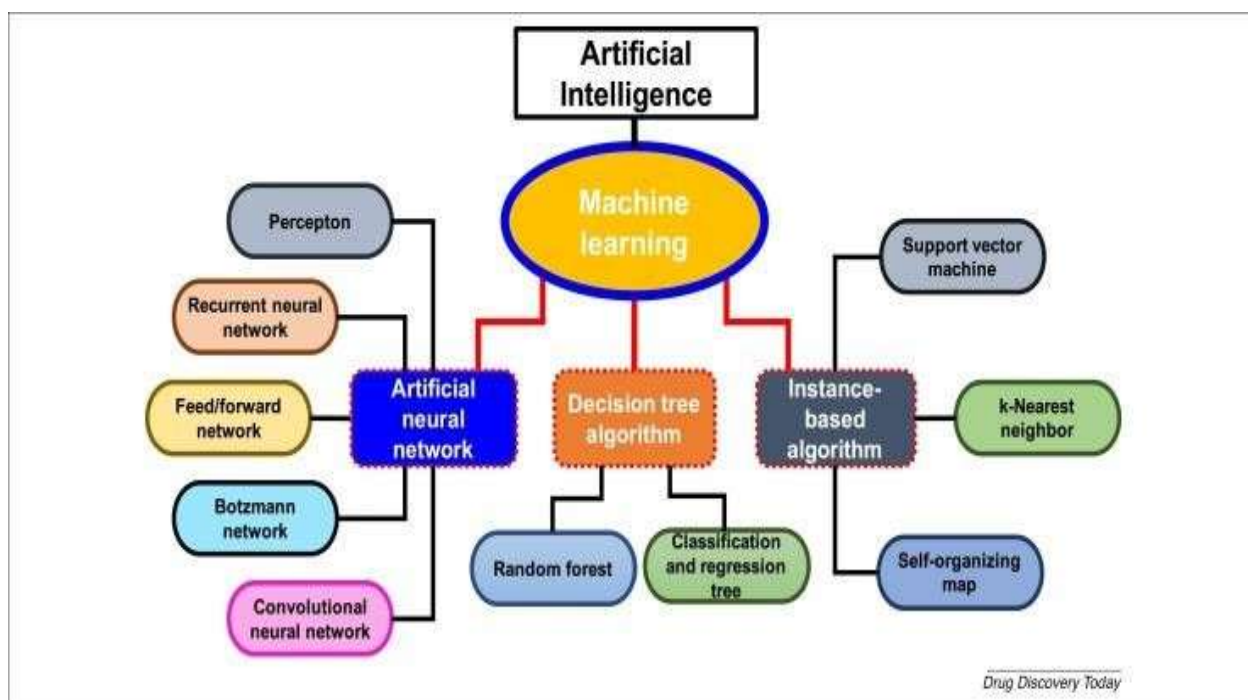 Artificial
Intelligence
Machine
learning
Percepton
Recurrent neural
network
Feed/forward
network
Botzmann
network
Convolutional
neural network
Artificial
neural
network
Decision tree
algorithm
Instance-
based
algorithm
Random forest
Classification
and regression
tree
Support vector
machine
k-Nearest
neighbor
Self-organizing
map
Drug Discovery Today